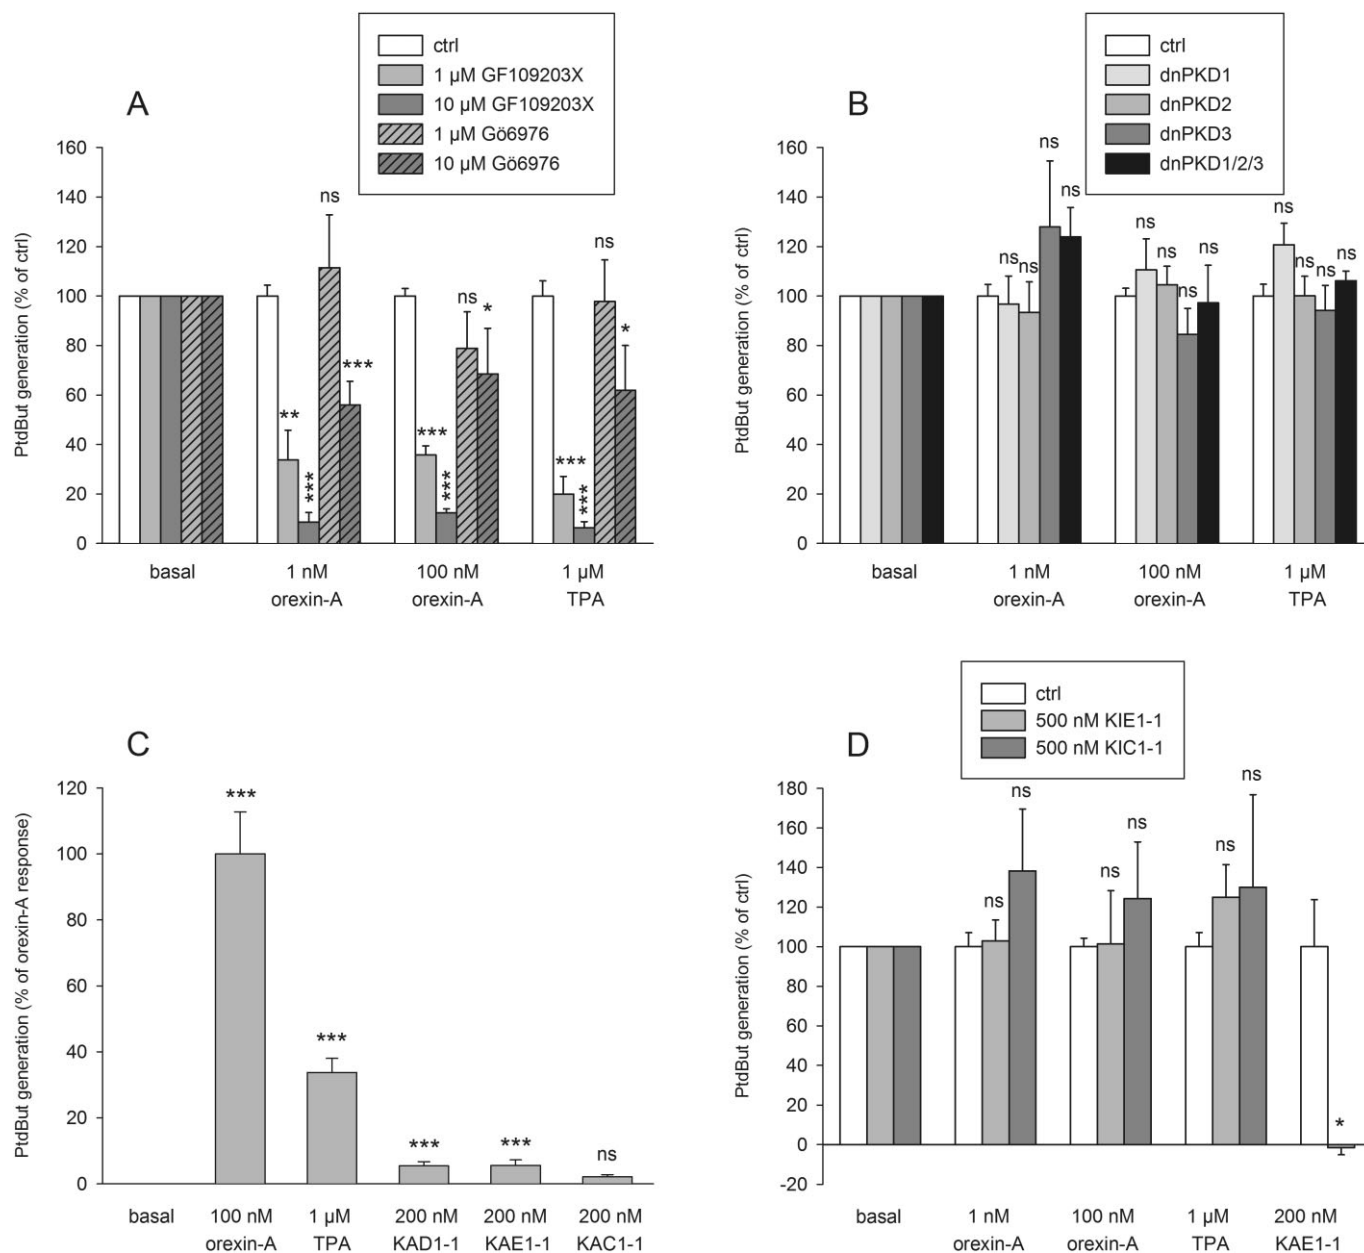 A
ctrl
1 µM GF109203X
10 µM GF109203X
1 µM Gö6976
10 µM Gö6976
PtdBut generation (% of ctrl)
160
140
120
100
80
60
40
20
0
** *** ns ***
*** *** ns *
*** *** ns *
basal 1 nM 100 nM 1 µM
orexin-A orexin-A TPA
B
ctrl
dnPKD1
dnPKD2
dnPKD3
dnPKD1/2/3
PtdBut generation (% of ctrl)
160
140
120
100
80
60
40
20
0
ns ns ns ns
ns ns ns ns
ns ns ns ns
basal 1 nM 100 nM 1 µM
orexin-A orexin-A TPA
C
PtdBut generation (% of orexin-A response)
120
100
80
60
40
20
0
*** *** *** *** ns
basal 100 nM 1 µM 200 nM 200 nM 200 nM
orexin-A TPA KAD1-1 KAE1-1 KAC1-1
D
ctrl
500 nM KIE1-1
500 nM KIC1-1
PtdBut generation (% of ctrl)
180
160
140
120
100
80
60
40
20
0
-20
ns ns
ns ns
ns ns
*
basal 1 nM 100 nM 1 µM 200 nM
orexin-A orexin-A TPA KAE1-1